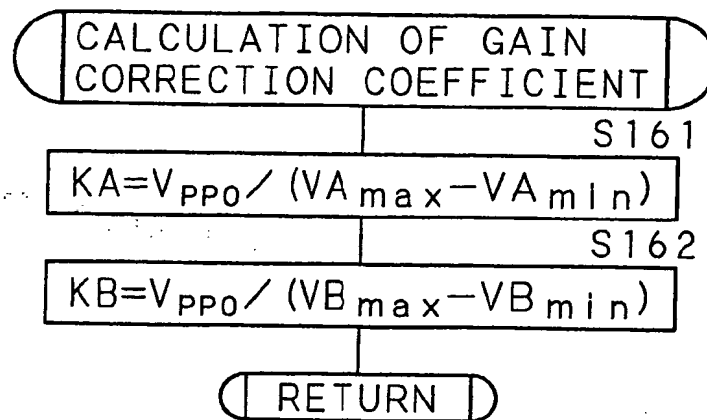 CALCULATION OF GAIN
CORRECTION COEFFICIENT
S161
KA=VPPO/(VAmax-VAmin)
S162
KB=VPPO/(VBmax-VBmin)
RETURN